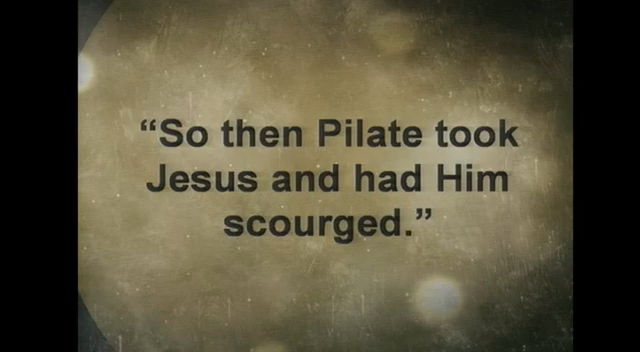 “So then Pilate took
Jesus and had Him
scourged.”